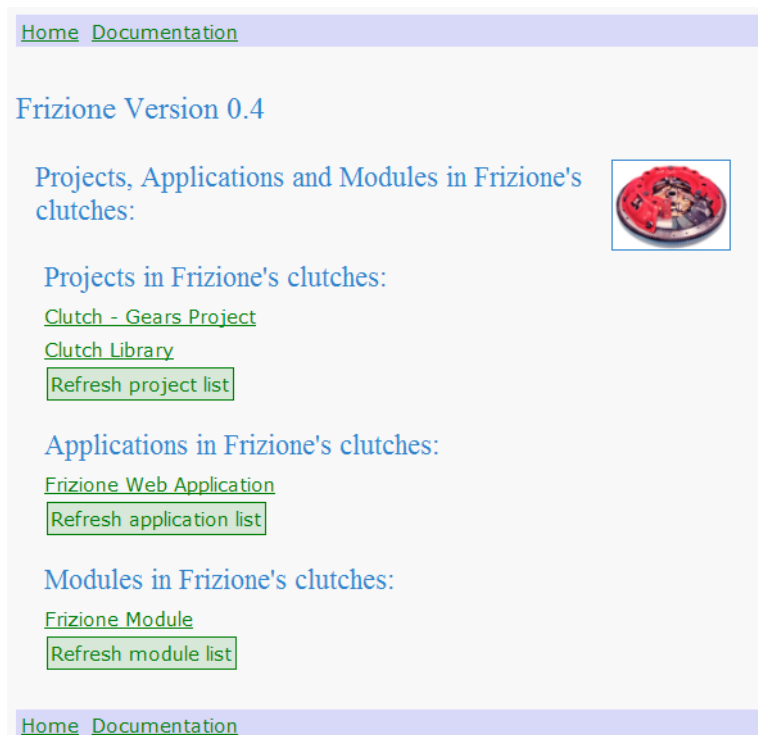 Home Documentation
Frizione Version 0.4
Projects, Applications and Modules in Frizione's
clutches:
Projects in Frizione's clutches:
Clutch - Gears Project
Clutch Library
Refresh project list
Applications in Frizione's clutches:
Frizione Web Application
Refresh application list
Modules in Frizione's clutches:
Frizione Module
Refresh module list
Home Documentation